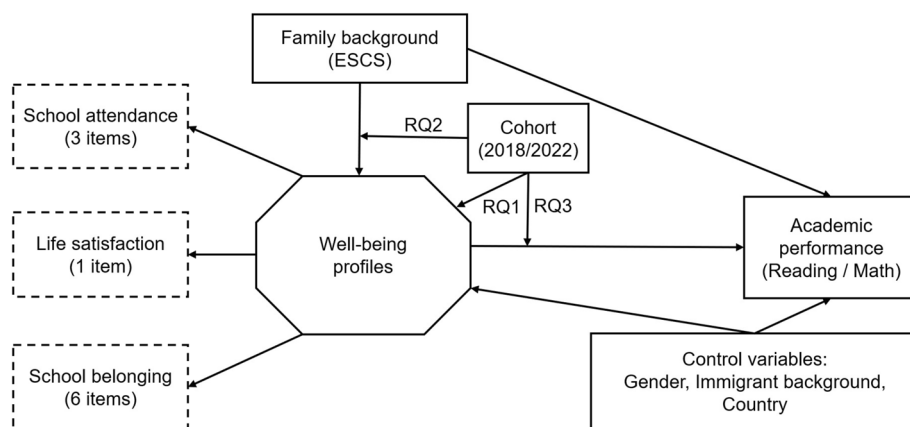 Family background
(ESCS)
School attendance
(3 items)
RQ2
Cohort
(2018/2022)
RQ1
RQ3
Life satisfaction
(1 item)
Well-being
profiles
Academic
performance
(Reading / Math)
School belonging
(6 items)
Control variables:
Gender, Immigrant background,
Country